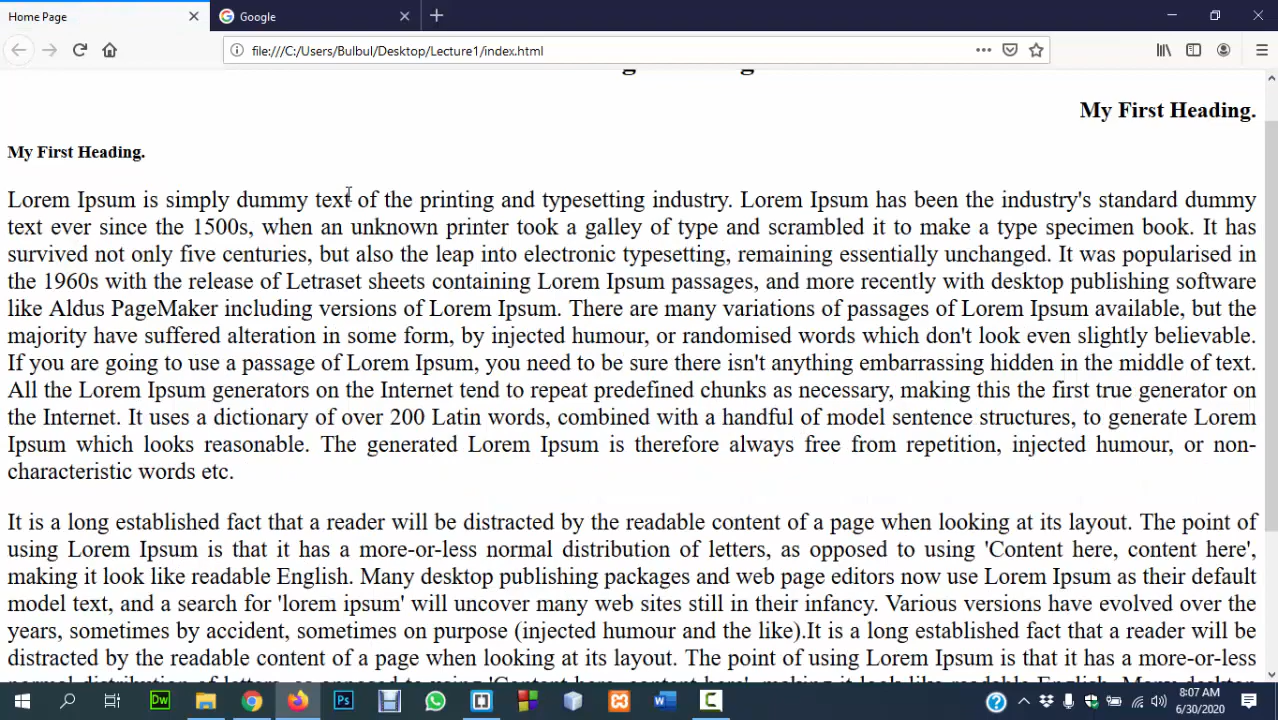 Home Page
Google
file:///C:/Users/Bulbul/Desktop/Lecture1/index.html
My First Heading.
My First Heading.
Lorem Ipsum is simply dummy text of the printing and typesetting industry. Lorem Ipsum has been the industry's standard dummy
text ever since the 1500s, when an unknown printer took a galley of type and scrambled it to make a type specimen book. It has
survived not only five centuries, but also the leap into electronic typesetting, remaining essentially unchanged. It was popularised in
the 1960s with the release of Letraset sheets containing Lorem Ipsum passages, and more recently with desktop publishing software
like Aldus PageMaker including versions of Lorem Ipsum. There are many variations of passages of Lorem Ipsum available, but the
majority have suffered alteration in some form, by injected humour, or randomised words which don't look even slightly believable.
If you are going to use a passage of Lorem Ipsum, you need to be sure there isn't anything embarrassing hidden in the middle of text.
All the Lorem Ipsum generators on the Internet tend to repeat predefined chunks as necessary, making this the first true generator on
the Internet. It uses a dictionary of over 200 Latin words, combined with a handful of model sentence structures, to generate Lorem
Ipsum which looks reasonable. The generated Lorem Ipsum is therefore always free from repetition, injected humour, or non-
characteristic words etc.
It is a long established fact that a reader will be distracted by the readable content of a page when looking at its layout. The point of
using Lorem Ipsum is that it has a more-or-less normal distribution of letters, as opposed to using 'Content here, content here',
making it look like readable English. Many desktop publishing packages and web page editors now use Lorem Ipsum as their default
model text, and a search for 'lorem ipsum' will uncover many web sites still in their infancy. Various versions have evolved over the
years, sometimes by accident, sometimes on purpose (injected humour and the like).It is a long established fact that a reader will be
distracted by the readable content of a page when looking at its layout. The point of using Lorem Ipsum is that it has a more-or-less
Dw
Ps
8:07 AM
6/30/2020